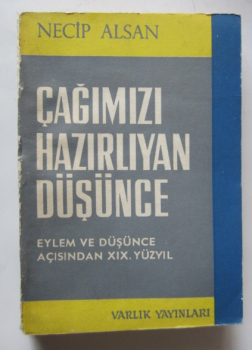 NECİP ALSAN
ÇAĞIMIZI
HAZIRLIYAN
DÜŞÜNCE
EYLEM VE DÜŞÜNCE
AÇISINDAN XIX. YÜZYIL
VARLIK YAYINLARI